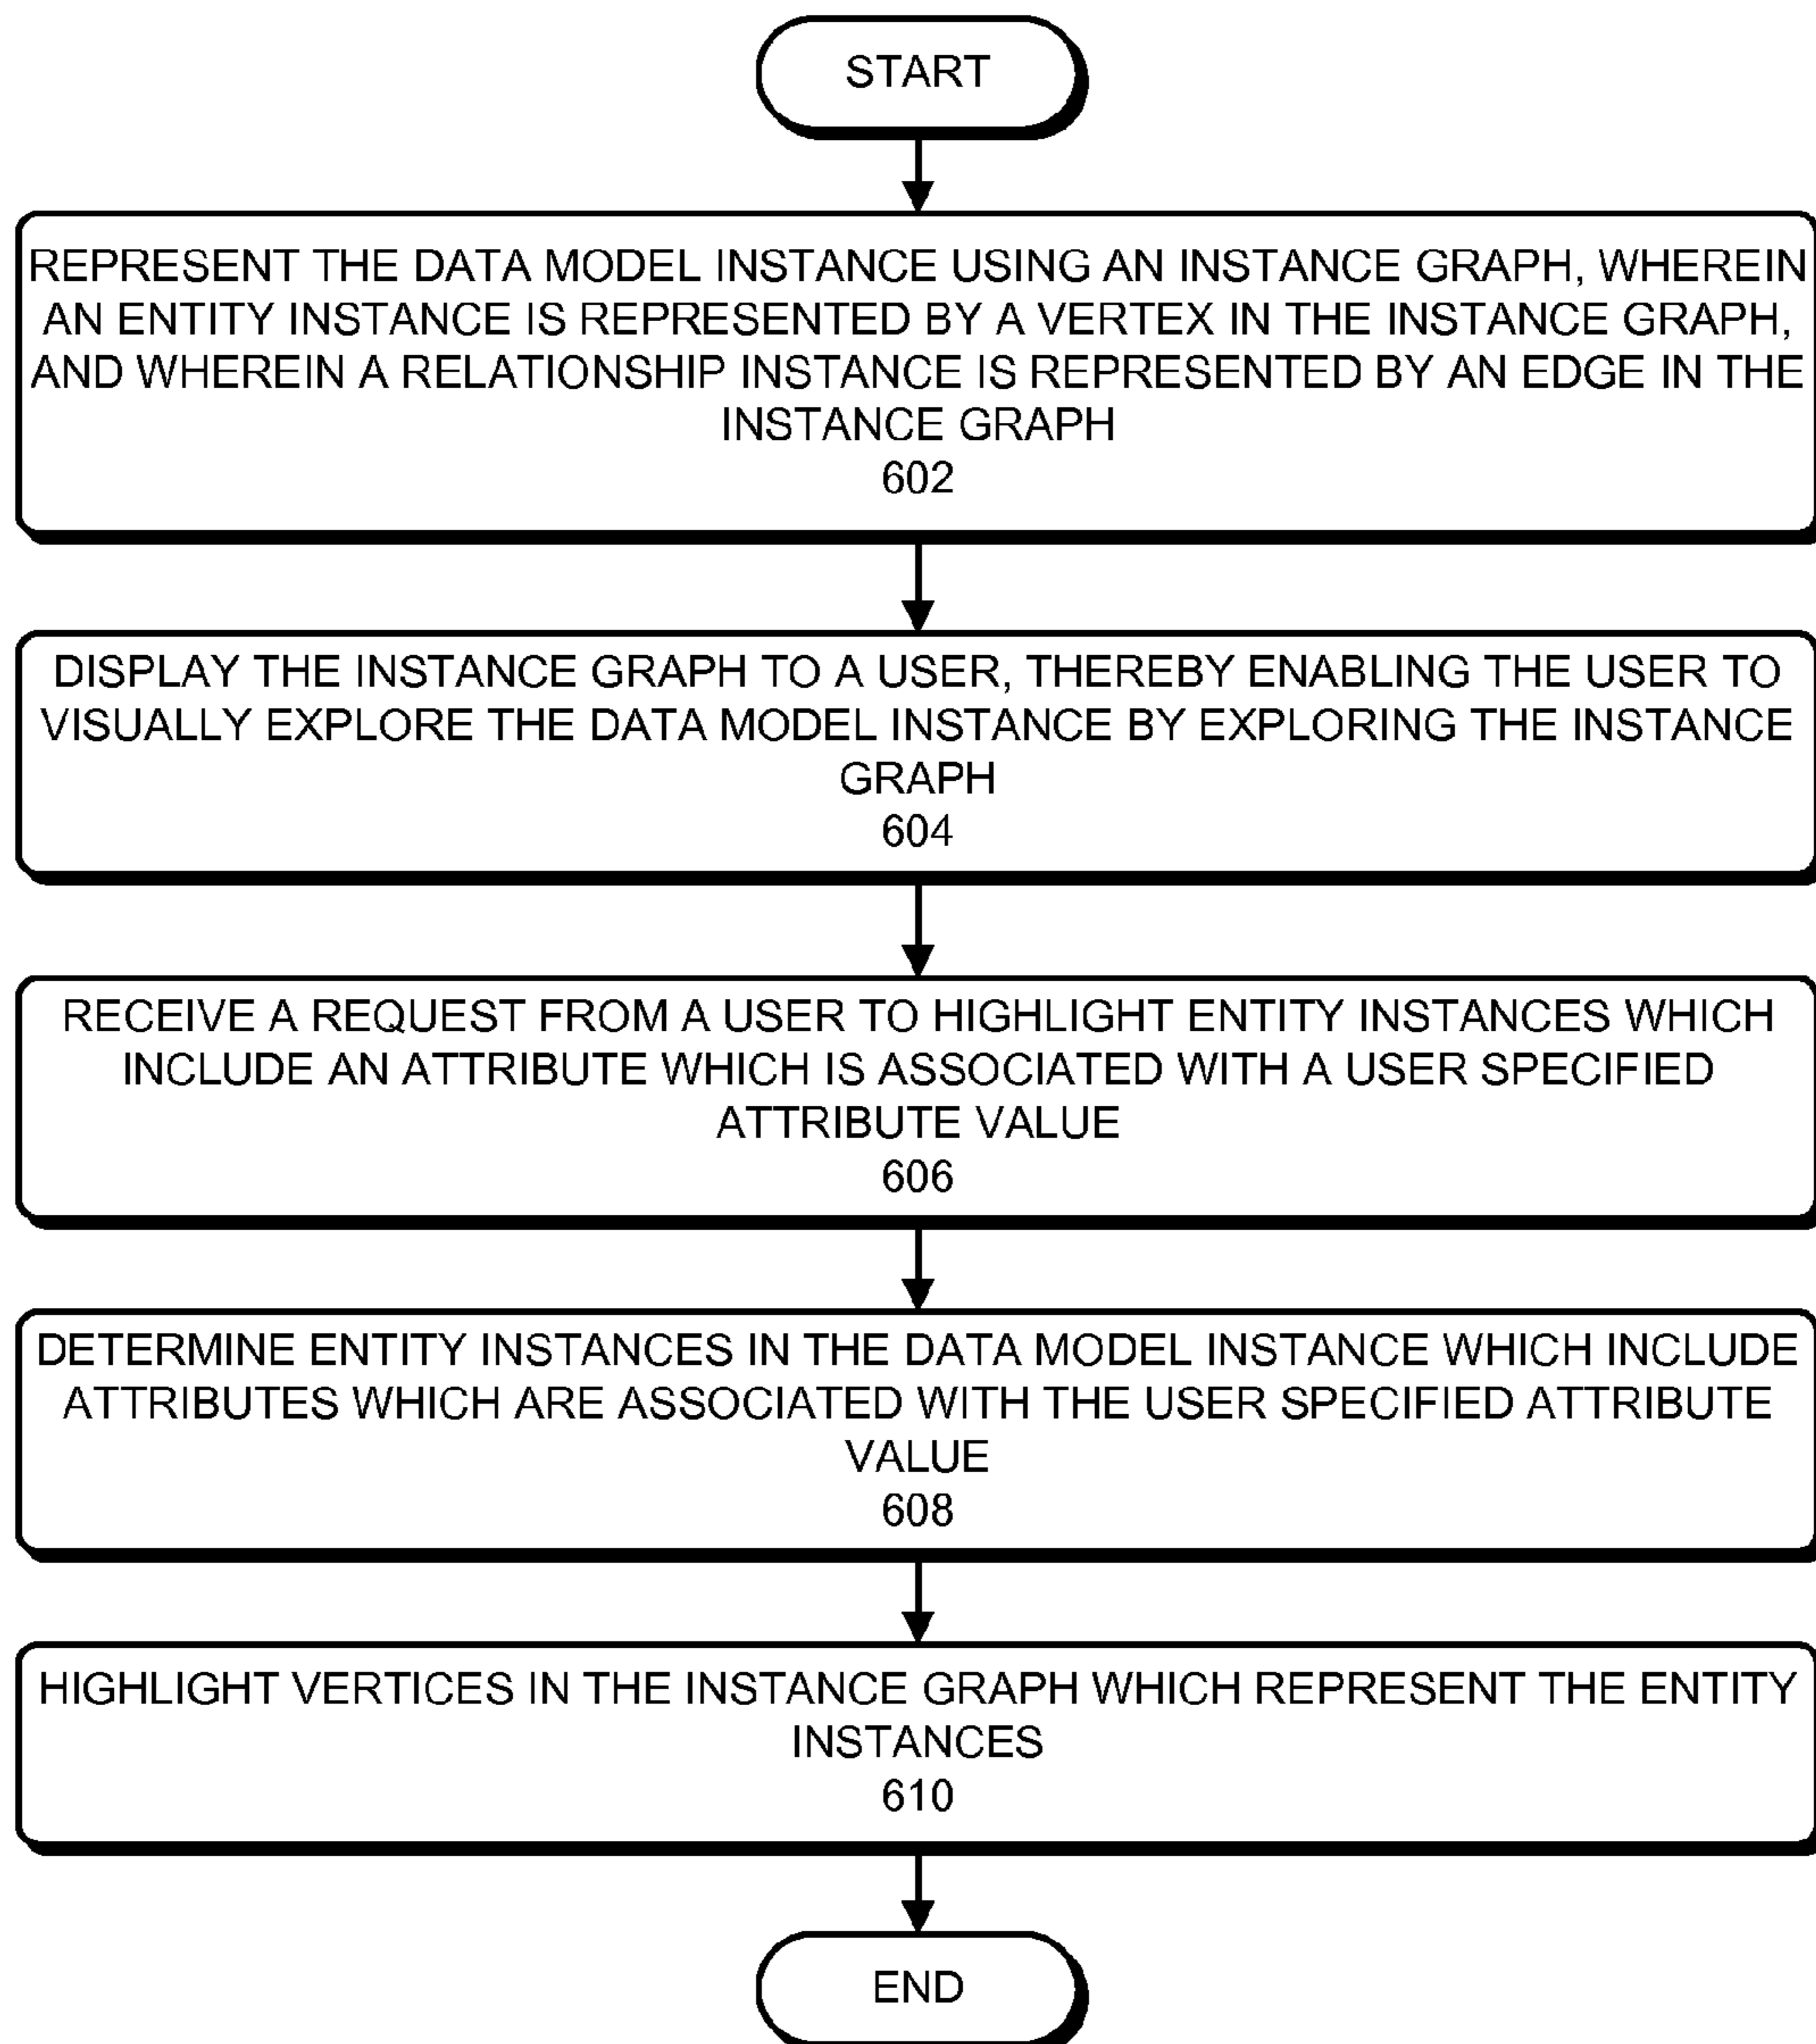 START
REPRESENT THE DATA MODEL INSTANCE USING AN INSTANCE GRAPH, WHEREIN
AN ENTITY INSTANCE IS REPRESENTED BY A VERTEX IN THE INSTANCE GRAPH,
AND WHEREIN A RELATIONSHIP INSTANCE IS REPRESENTED BY AN EDGE IN THE
INSTANCE GRAPH
602
DISPLAY THE INSTANCE GRAPH TO A USER, THEREBY ENABLING THE USER TO
VISUALLY EXPLORE THE DATA MODEL INSTANCE BY EXPLORING THE INSTANCE
GRAPH
604
RECEIVE A REQUEST FROM A USER TO HIGHLIGHT ENTITY INSTANCES WHICH
INCLUDE AN ATTRIBUTE WHICH IS ASSOCIATED WITH A USER SPECIFIED
ATTRIBUTE VALUE
606
DETERMINE ENTITY INSTANCES IN THE DATA MODEL INSTANCE WHICH INCLUDE
ATTRIBUTES WHICH ARE ASSOCIATED WITH THE USER SPECIFIED ATTRIBUTE
VALUE
608
HIGHLIGHT VERTICES IN THE INSTANCE GRAPH WHICH REPRESENT THE ENTITY
INSTANCES
610
END